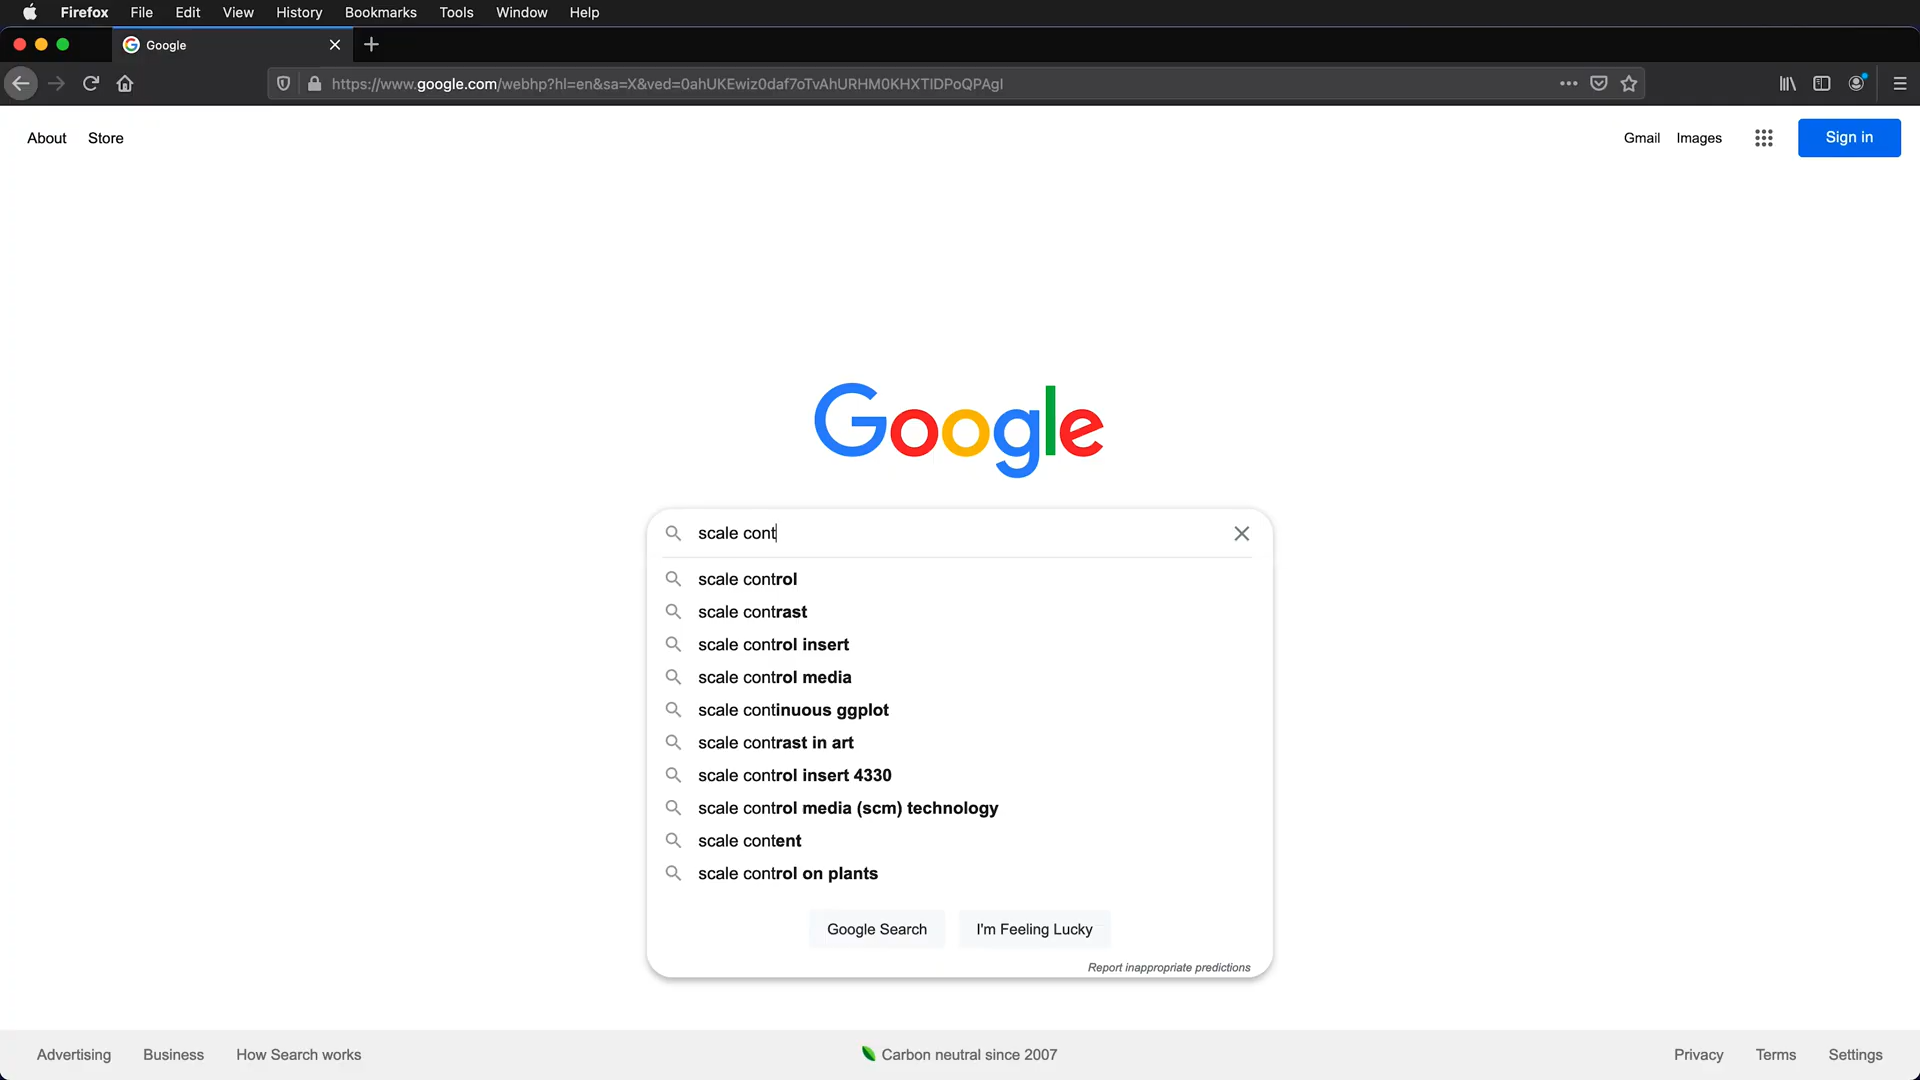 Firefox File Edit View History Bookmarks Tools Window Help
Google
https://www.google.com/webhp?hl=en&sa=X&ved=0ahUKEwiz0daf7oTvAhURHM0KHXTIDPoQPAgI
About Store Gmail Images Sign in
Google
scale cont
scale control
scale contrast
scale control insert
scale control media
scale continuous ggplot
scale contrast in art
scale control insert 4330
scale control media (scm) technology
scale content
scale control on plants
Google Search I'm Feeling Lucky
Report inappropriate predictions
Advertising Business How Search works Carbon neutral since 2007 Privacy Terms Settings